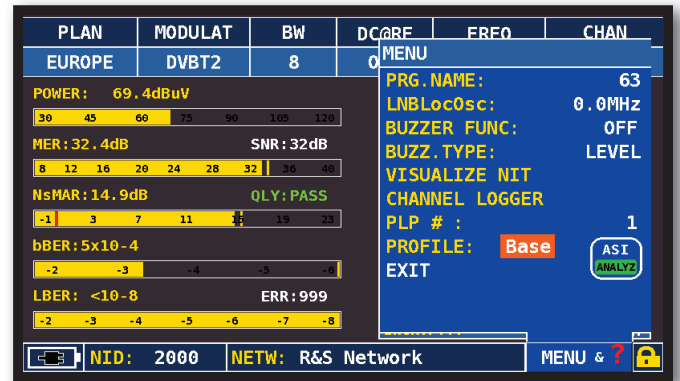 PLAN MODULAT BW DC@RF FREQ CHAN
EUROPE DVBT2 8
MENU
PRG.NAME: 63
LNBLocOsc: 0.0MHz
BUZZER FUNC: OFF
BUZZ.TYPE: LEVEL
VISUALIZE NIT
CHANNEL LOGGER
PLP # : 1
PROFILE: Base
EXIT
ASI
ANALYZ
POWER: 69.4dBuV
30 45 60 75 90 105 120
MER:32.4dB SNR:32dB
8 12 16 20 24 28 32 36 40
NsMAR:14.9dB QLY:PASS
-1 3 7 11 15 19 23
bBER:5x10-4
-2 -3 -4 -5 -6
LBER: <10-8 ERR:999
-2 -3 -4 -5 -6 -7 -8
NID: 2000 NETW: R&S Network MENU & ?